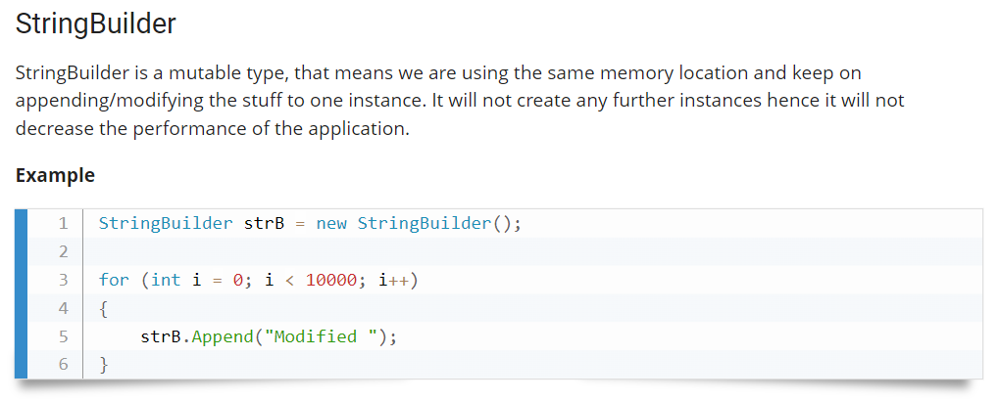 StringBuilder
StringBuilder is a mutable type, that means we are using the same memory location and keep on
appending/modifying the stuff to one instance. It will not create any further instances hence it will not
decrease the performance of the application.
Example
1 StringBuilder strB = new StringBuilder();
2
3 for (int i = 0; i < 10000; i++)
4 {
5     strB.Append("Modified ");
6 }